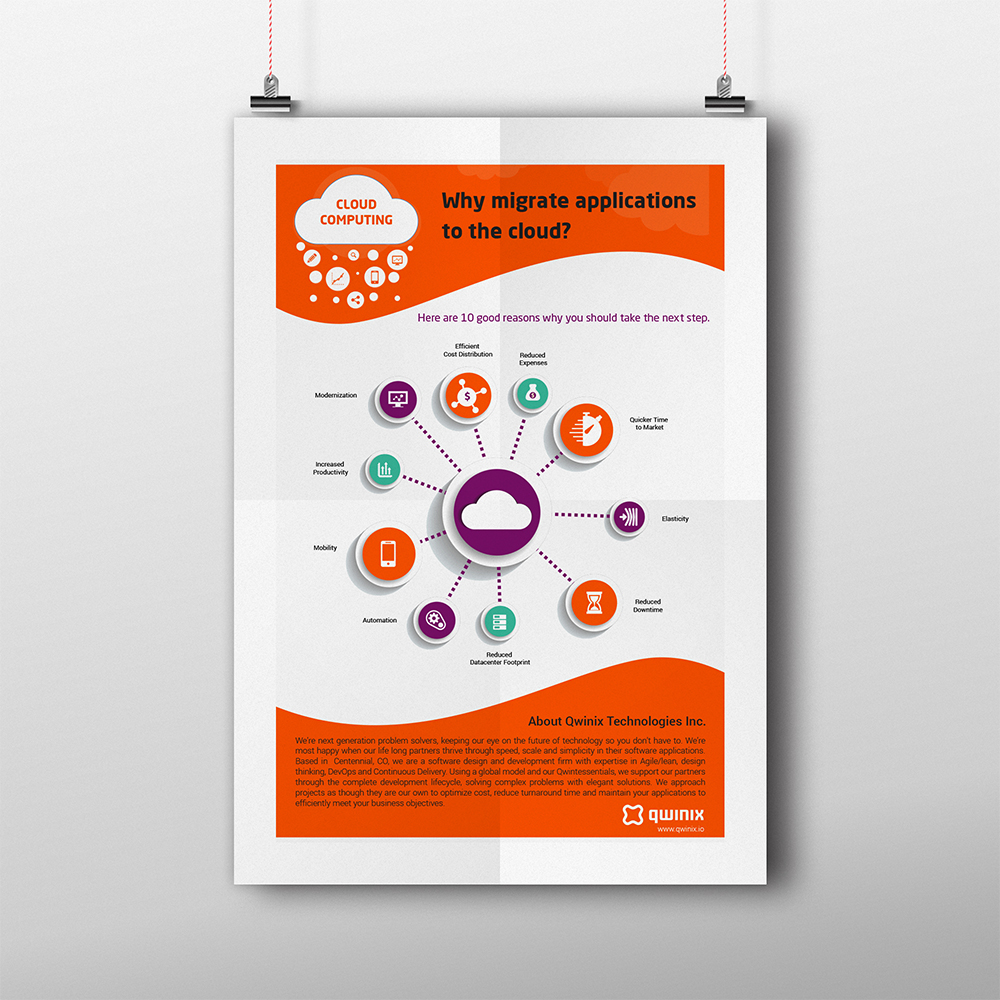 CLOUD
COMPUTING
Why migrate applications
to the cloud?
Here are 10 good reasons why you should take the next step.
Efficient
Cost Distribution
Reduced
Expenses
Modernization
Quicker Time
to Market
Increased
Productivity
Elasticity
Mobility
Reduced
Downtime
Automation
Reduced
Datacenter Footprint
About Qwinix Technologies Inc.
We're next generation problem solvers, keeping our eye on the future of technology so you don't have to. We're
most happy when our life long partners thrive through speed, scale and simplicity in their software applications.
Based in Centennial, CO, we are a software design and development firm with expertise in Agile/lean, design
thinking, DevOps and Continuous Delivery. Using a global model and our Qwintessentials, we support our partners
through the complete development lifecycle, solving complex problems with elegant solutions. We approach
projects as though they are our own to optimize cost, reduce turnaround time and maintain your applications to
efficiently meet your business objectives.
qwinix
www.qwinix.io